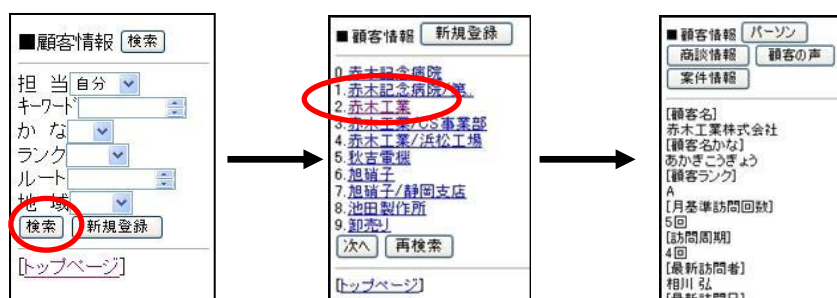 ■顧客情報 検索
担 当 自分
キーワード
か な
ランク
ルート
地 域
検索 新規登録
[トップページ]
■顧客情報 新規登録
0.赤木記念病院
1.赤木記念病院/第.
2.赤木工業
3.赤木工業/CS事業部
4.赤木工業/浜松工場
5.秋吉電機
6.旭硝子
7.旭硝子/静岡支店
8.池田製作所
9.卸売り
次へ 再検索
[トップページ]
■顧客情報 パーソン
商談情報 顧客の声
案件情報
[顧客名]
赤木工業株式会社
[顧客名かな]
あかぎこうぎょう
[顧客ランク]
A
[月基準訪問回数]
5回
[訪問周期]
4回
[最新訪問者]
相川 弘
[最新訪問日]